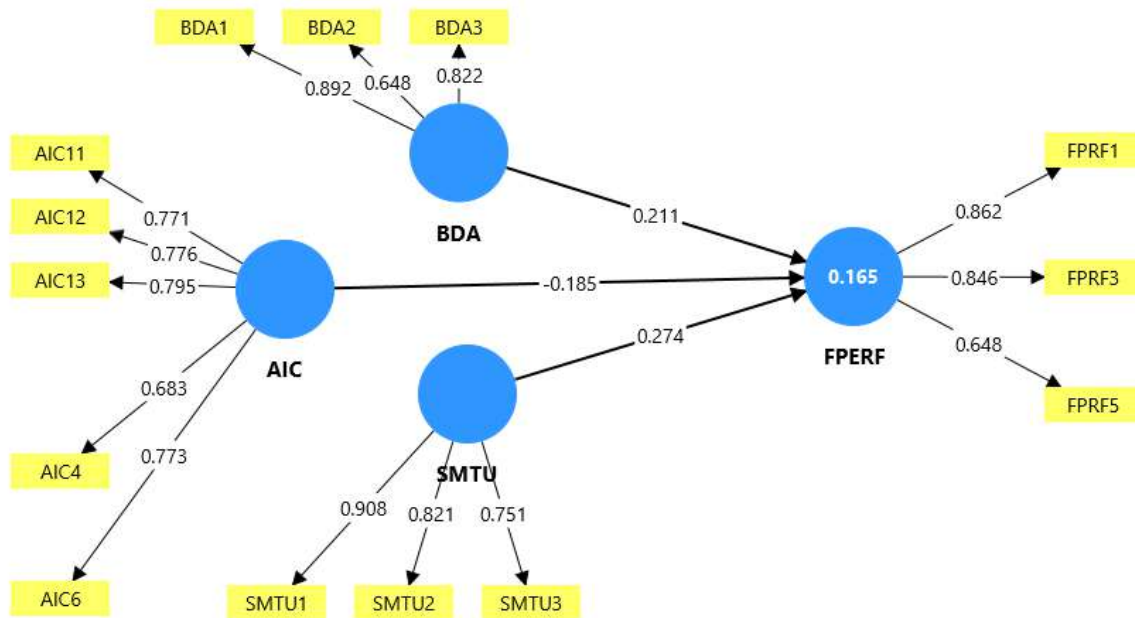 BDA1
BDA2
BDA3
0.892
0.648
0.822
BDA
AIC11
AIC12
AIC13
AIC4
AIC6
0.771
0.776
0.795
0.683
0.773
AIC
0.211
-0.185
0.274
SMTU
0.908
0.821
0.751
SMTU1
SMTU2
SMTU3
0.165
FPERF
0.862
0.846
0.648
FPRF1
FPRF3
FPRF5